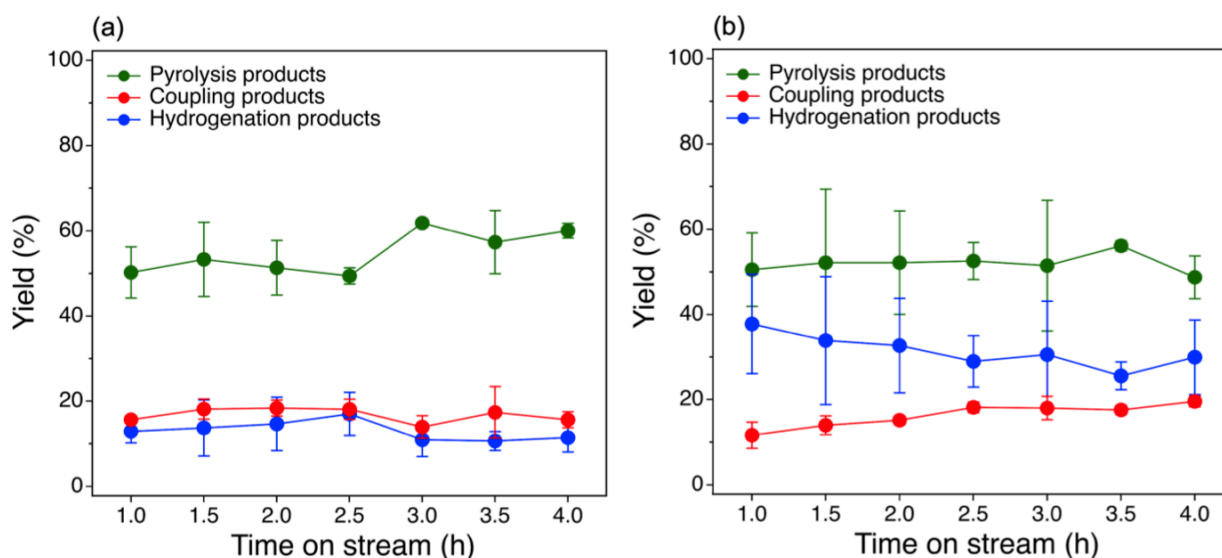 (a)
100
80
60
40
20
0
Yield (%)
Pyrolysis products
Coupling products
Hydrogenation products
1.0 1.5 2.0 2.5 3.0 3.5 4.0
Time on stream (h)
(b)
100
80
60
40
20
0
Yield (%)
Pyrolysis products
Coupling products
Hydrogenation products
1.0 1.5 2.0 2.5 3.0 3.5 4.0
Time on stream (h)